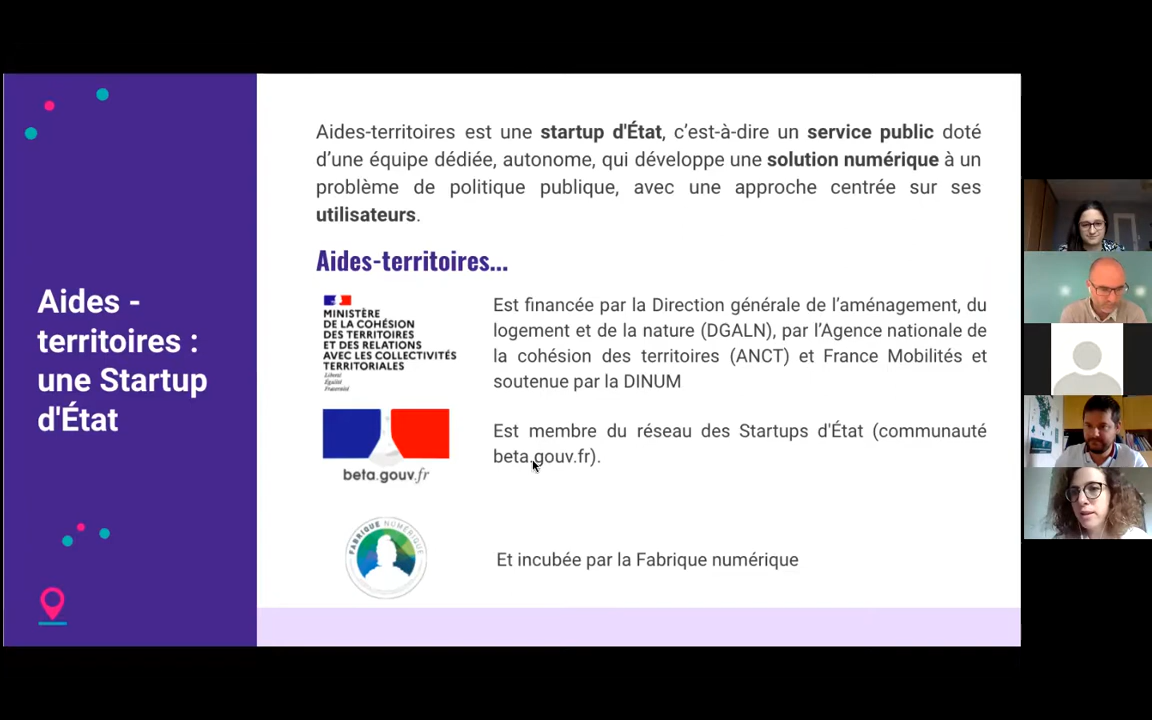 Aides -
territoires :
une Startup
d'État
Aides-territoires est une startup d'État, c’est-à-dire un service public doté
d’une équipe dédiée, autonome, qui développe une solution numérique à un
problème de politique publique, avec une approche centrée sur ses
utilisateurs.
Aides-territoires...
MINISTÈRE
DE LA COHÉSION
DES TERRITOIRES
ET DES RELATIONS
AVEC LES COLLECTIVITÉS
TERRITORIALES
Liberté
Égalité
Fraternité
Est financée par la Direction générale de l’aménagement, du
logement et de la nature (DGALN), par l’Agence nationale de
la cohésion des territoires (ANCT) et France Mobilités et
soutenue par la DINUM
beta.gouv.fr
Est membre du réseau des Startups d'État (communauté
beta.gouv.fr).
FABRIQUE NUMÉRIQUE
Et incubée par la Fabrique numérique